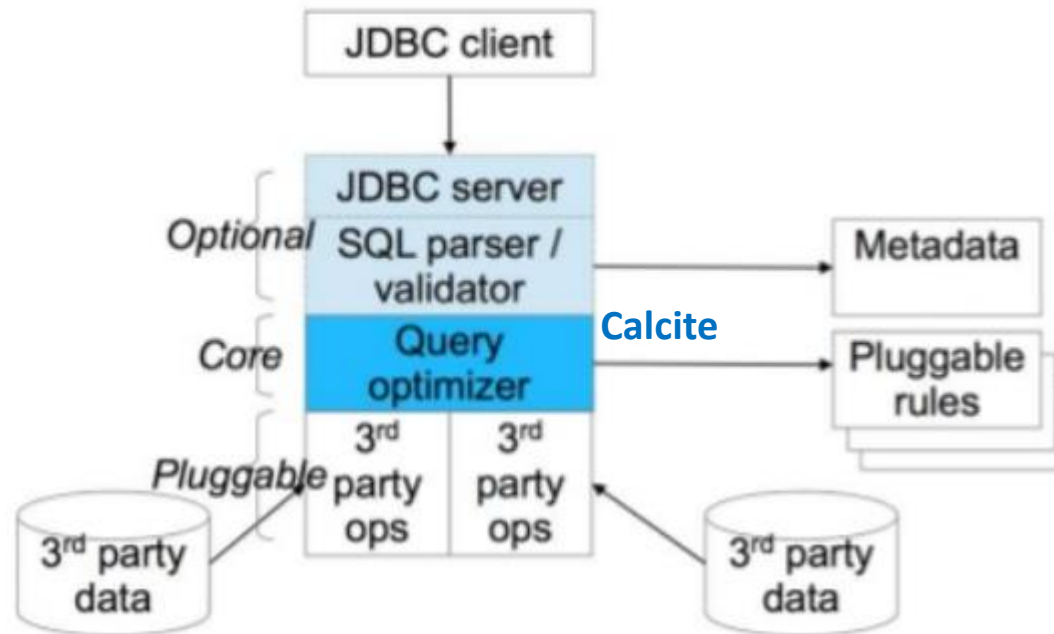 JDBC client
JDBC server
Optional
SQL parser /
validator
Metadata
Calcite
Core
Query
optimizer
Pluggable
rules
Pluggable
3rd
party
ops
3rd
party
ops
3rd party
data
3rd party
data